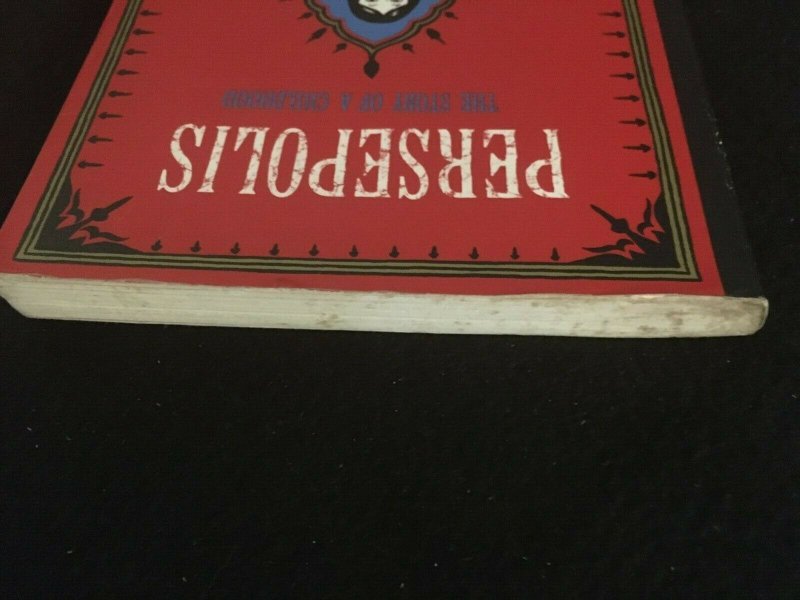 PERSEPOLIS
THE STORY OF A CHILDHOOD